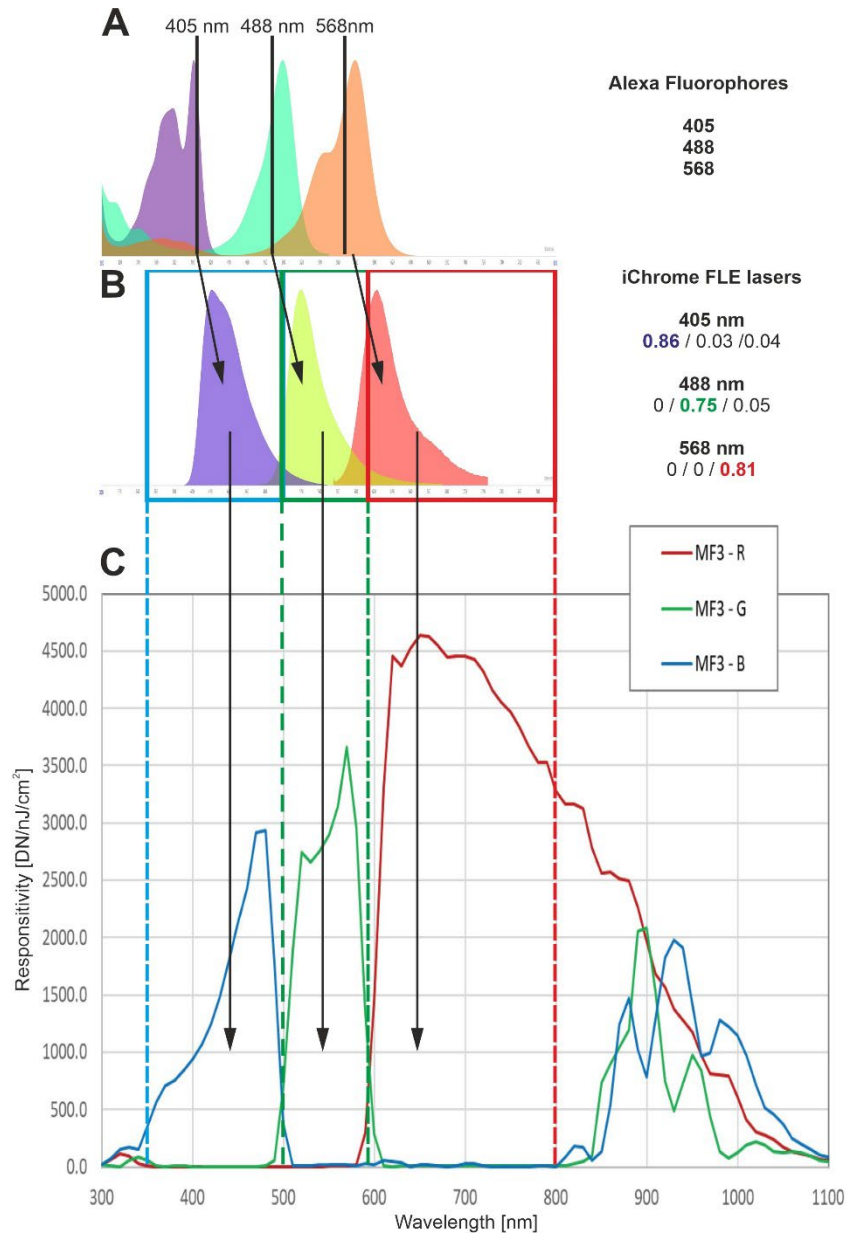 A
405 nm
488 nm
568nm
Alexa Fluorophores
405
488
568
B
iChrome FLE lasers
405 nm
0.86 / 0.03 /0.04
488 nm
0 / 0.75 / 0.05
568 nm
0 / 0 / 0.81
C
MF3 - R
MF3 - G
MF3 - B
5000.0
4500.0
4000.0
3500.0
3000.0
2500.0
2000.0
1500.0
1000.0
500.0
0.0
Responsitivity [DN/nJ/cm²]
300 400 500 600 700 800 900 1000 1100
Wavelength [nm]